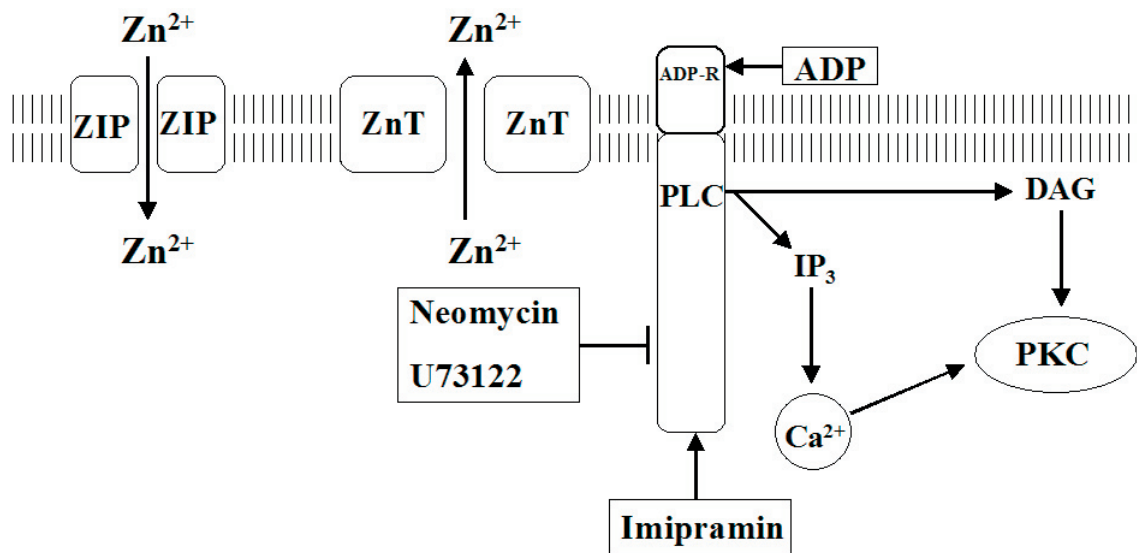 Zn²⁺
Zn²⁺
ADP-R
ADP
ZIP
ZIP
ZnT
ZnT
PLC
DAG
Zn²⁺
Zn²⁺
IP₃
Neomycin
U73122
PKC
Ca²⁺
Imipramin